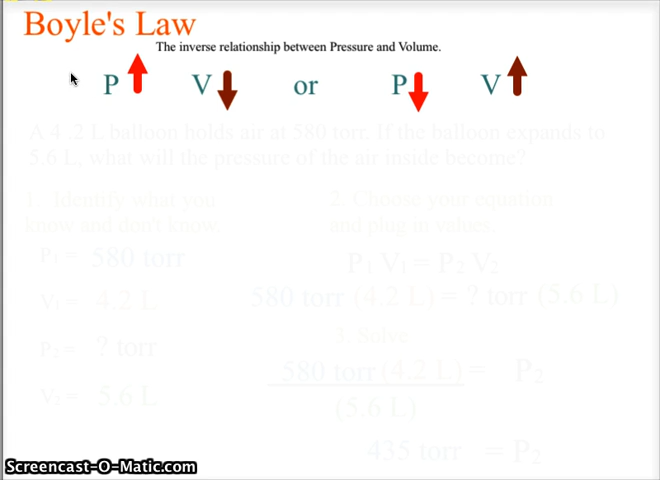 Boyle's Law
The inverse relationship between Pressure and Volume.
P V or P V
A 4.2 L balloon holds air at 580 torr. If the balloon expands to
5.6 L, what will the pressure of the air inside become?
1. Identify what you
know and don't know.
2. Choose your equation
and plug in values.
P1 = 580 torr
P1 V1 = P2 V2
V1 = 4.2 L
580 torr (4.2 L) = ? torr (5.6 L)
3. Solve
P2 = ? torr
580 torr (4.2 L) = P2
V2 = 5.6 L
(5.6 L)
435 torr = P2
Screencast-O-Matic.com